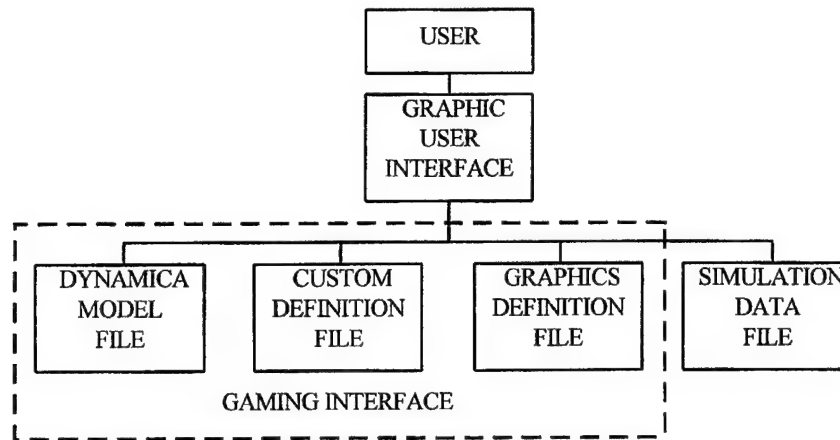 USER
GRAPHIC
USER
INTERFACE
DYNAMICA
MODEL
FILE
CUSTOM
DEFINITION
FILE
GRAPHICS
DEFINITION
FILE
SIMULATION
DATA
FILE
GAMING INTERFACE